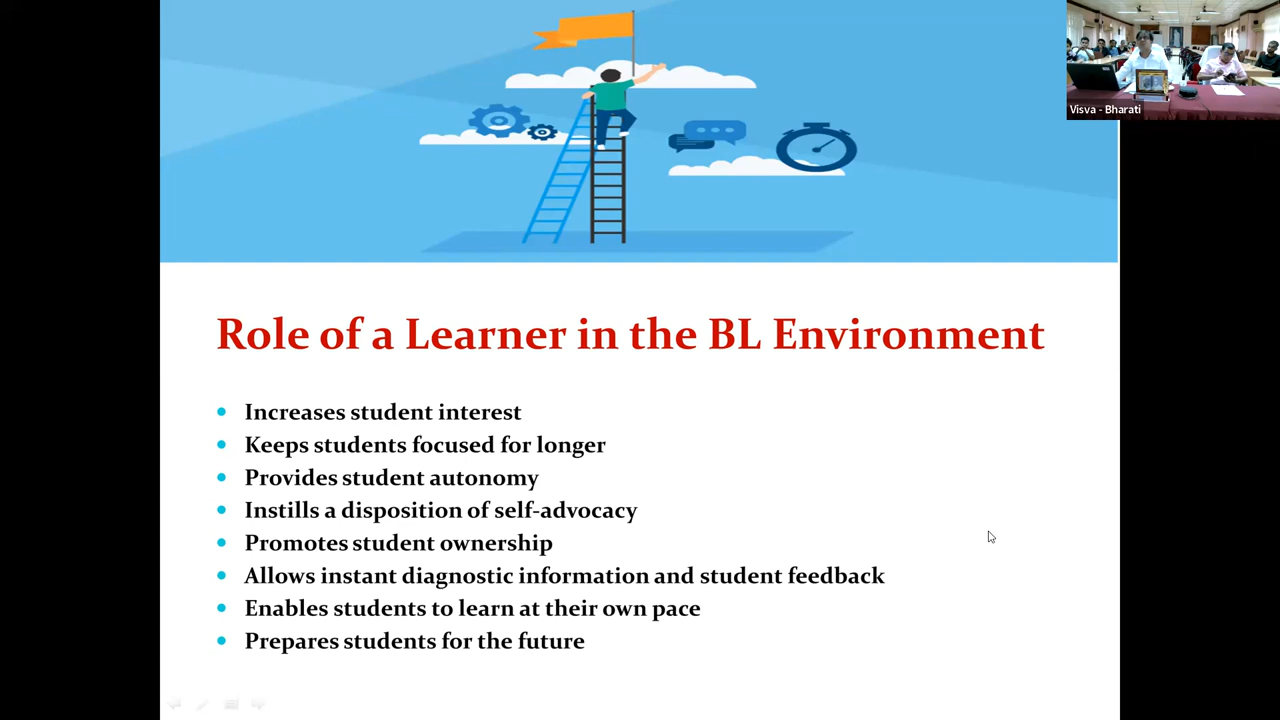 Visva - Bharati
Role of a Learner in the BL Environment
Increases student interest
Keeps students focused for longer
Provides student autonomy
Instills a disposition of self-advocacy
Promotes student ownership
Allows instant diagnostic information and student feedback
Enables students to learn at their own pace
Prepares students for the future